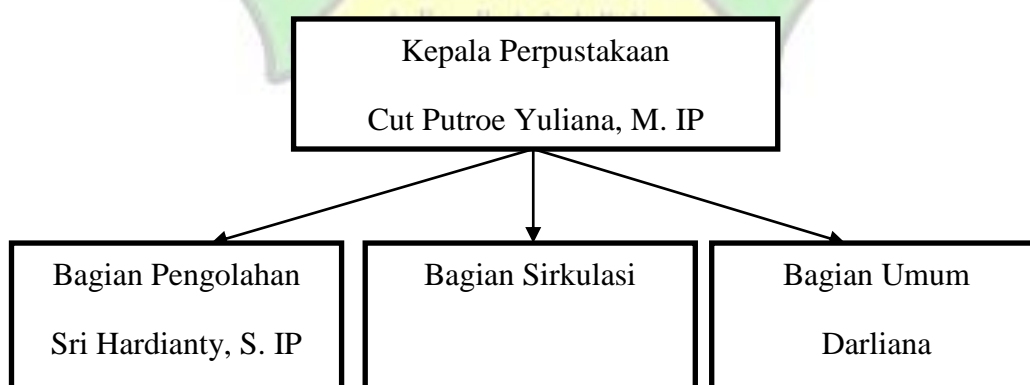 Kepala Perpustakaan
Cut Putroe Yuliana, M. IP
Bagian Pengolahan
Sri Hardianty, S. IP
Bagian Sirkulasi
Bagian Umum
Darliana